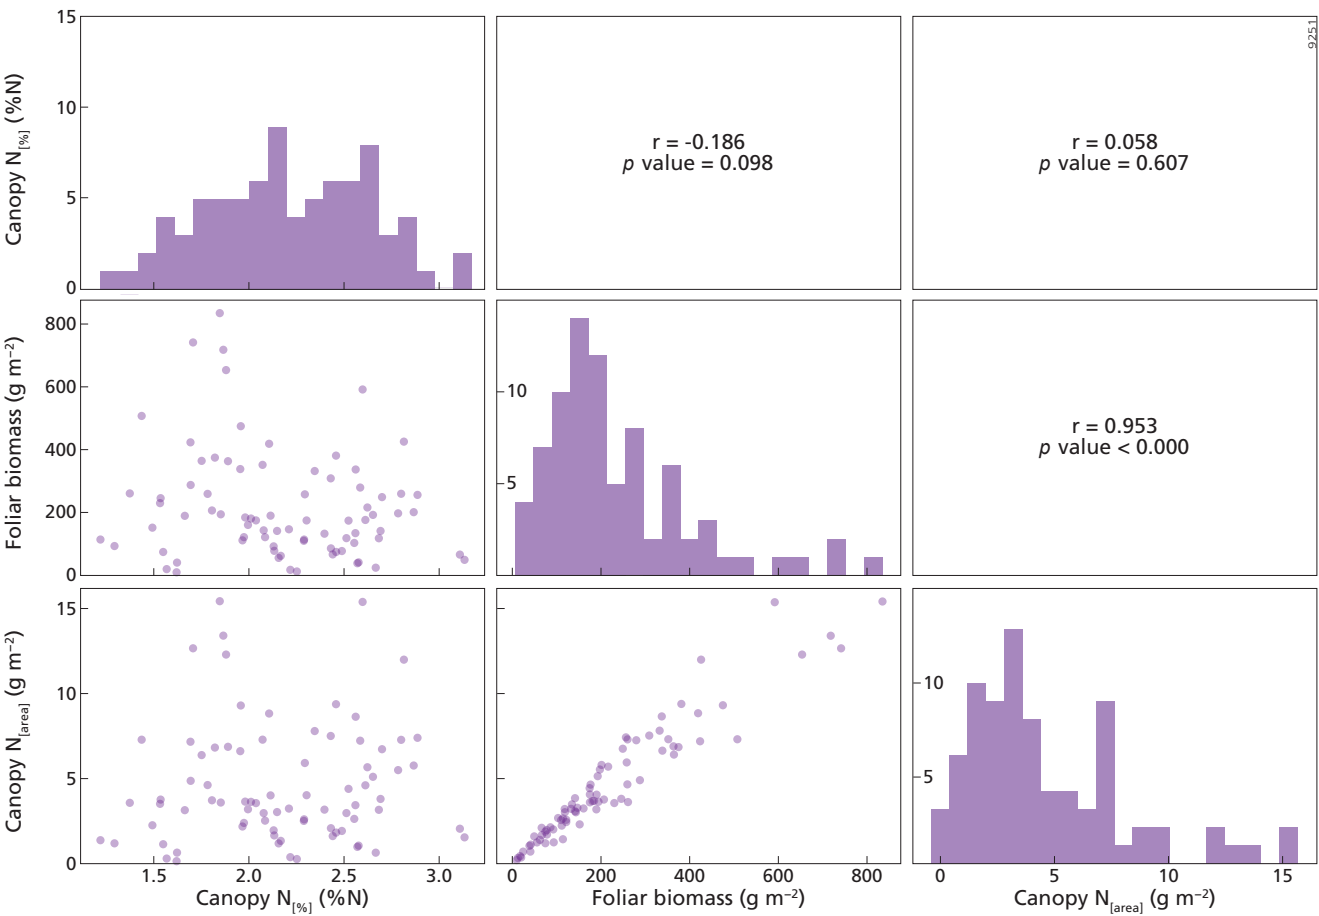 15
10
5
0
Canopy N[%] (%N)
r = -0.186
p value = 0.098
r = 0.058
p value = 0.607
9251
800
600
400
200
0
Foliar biomass (g m−2)
10
5
r = 0.953
p value < 0.000
15
10
5
0
Canopy N[area] (g m−2)
10
5
1.5 2.0 2.5 3.0
Canopy N[%] (%N)
0 200 400 600 800
Foliar biomass (g m−2)
0 5 10 15
Canopy N[area] (g m−2)